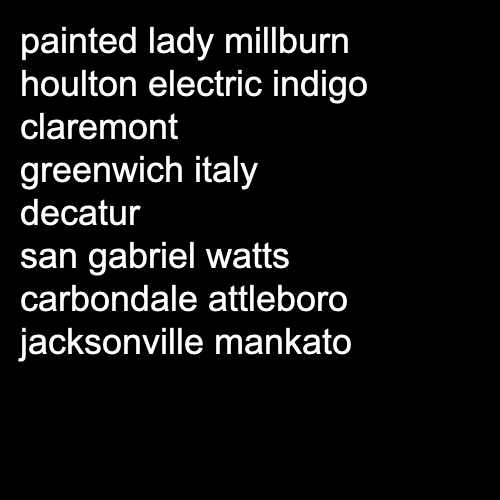 painted lady millburn
houlton electric indigo
claremont
greenwich italy
decatur
san gabriel watts
carbondale attleboro
jacksonville mankato